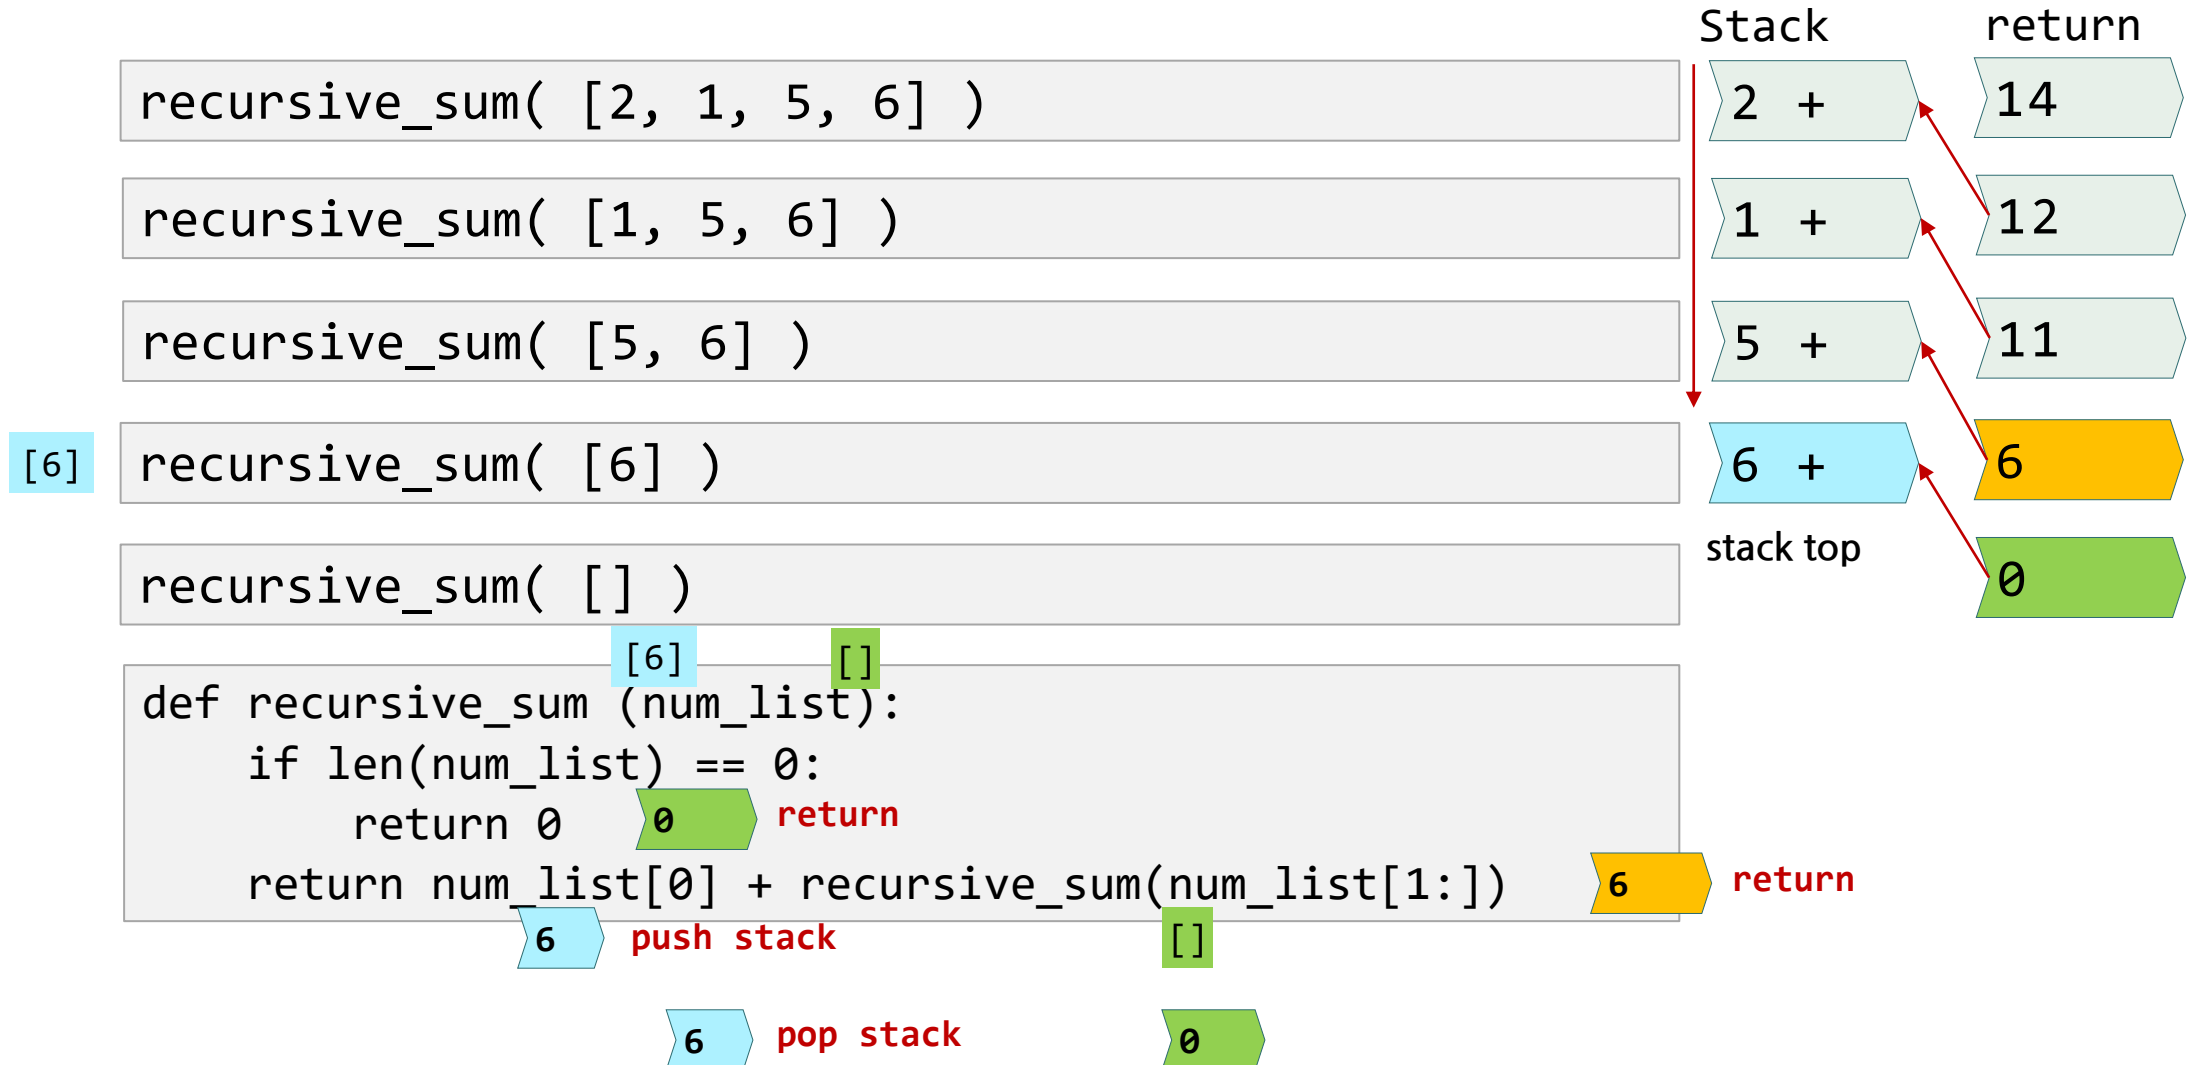 Stack return
recursive_sum( [2, 1, 5, 6] ) 2 + 14
recursive_sum( [1, 5, 6] ) 1 + 12
recursive_sum( [5, 6] ) 5 + 11
[6] recursive_sum( [6] ) 6 + 6
stack top
recursive_sum( [] ) 0
[6] []
def recursive_sum (num_list):
if len(num_list) == 0:
return 0 0 return
return num_list[0] + recursive_sum(num_list[1:]) 6 return
6 push stack []
6 pop stack 0